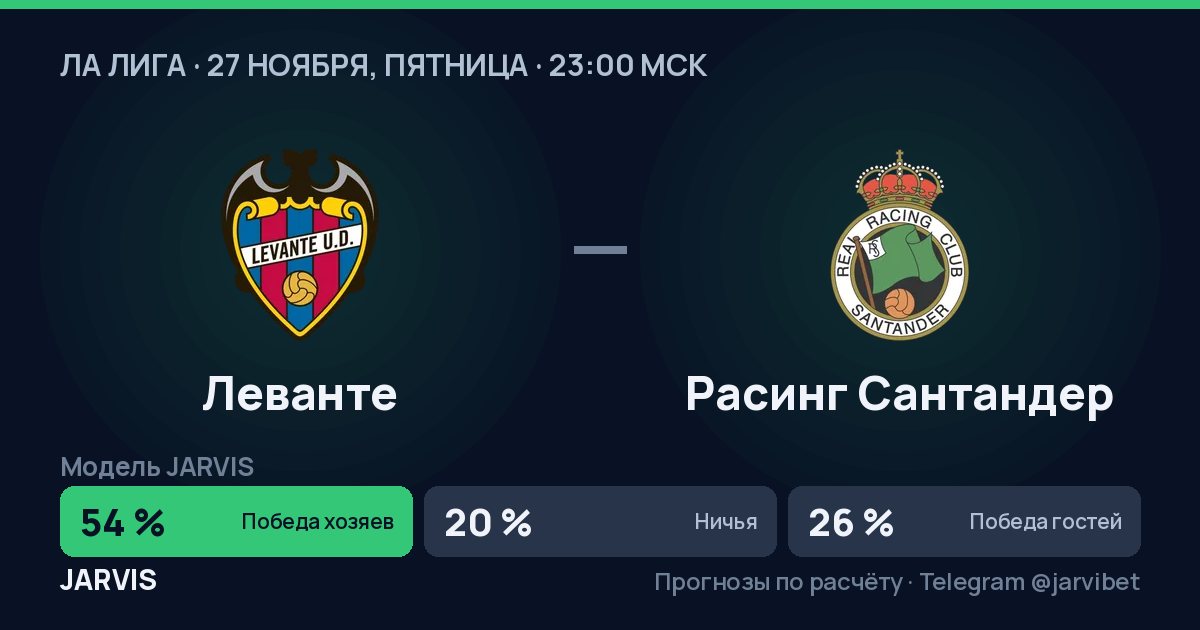 ЛА ЛИГА · 27 НОЯБРЯ, ПЯТНИЦА · 23:00 МСК
LEVANTE U.D.
REAL RACING CLUB
SANTANDER
—
Леванте
Расинг Сантандер
Модель JARVIS
54 % Победа хозяев
20 % Ничья
26 % Победа гостей
JARVIS
Прогнозы по расчёту · Telegram @jarvibet